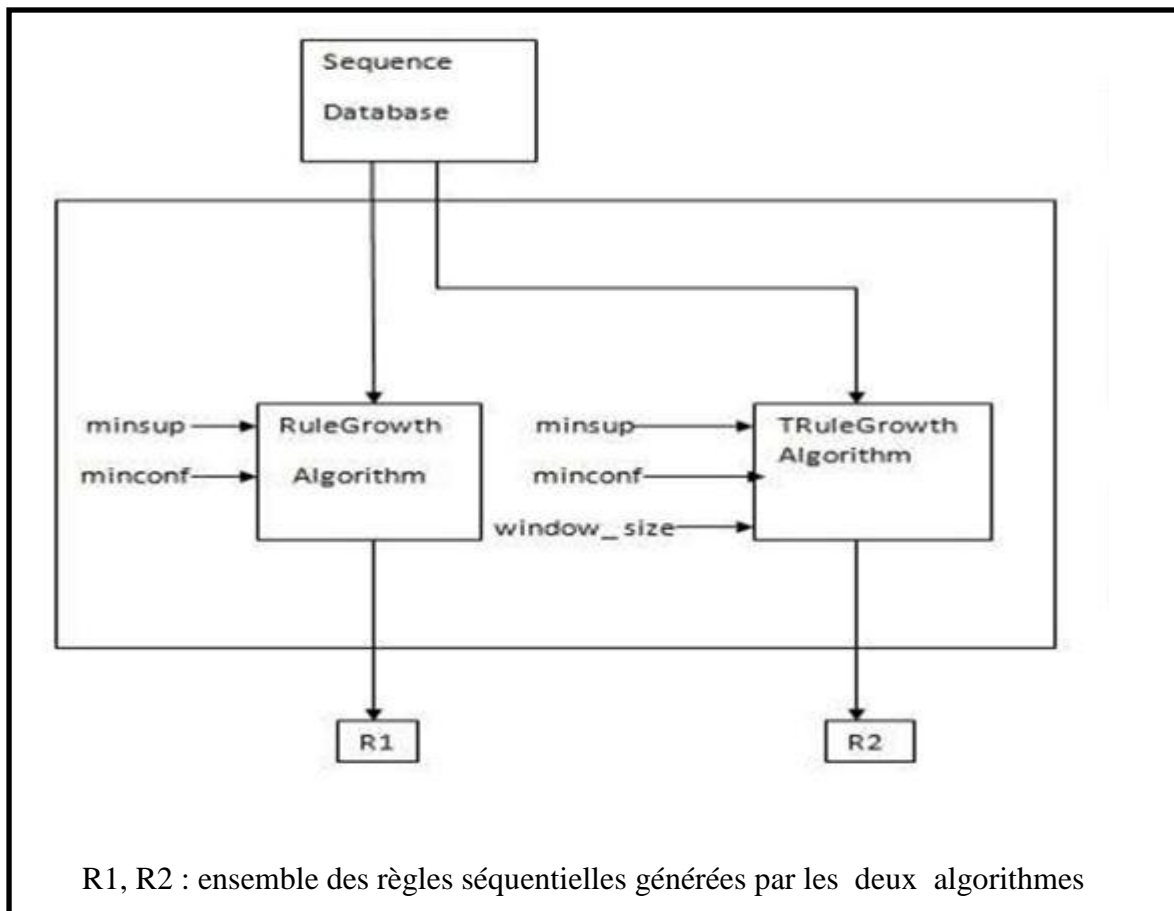 Sequence
Database
minsup
RuleGrowth
minconf
Algorithm
minsup
TRuleGrowth
Algorithm
minconf
window_size
R1
R2
R1, R2 : ensemble des règles séquentielles générées par les deux algorithmes